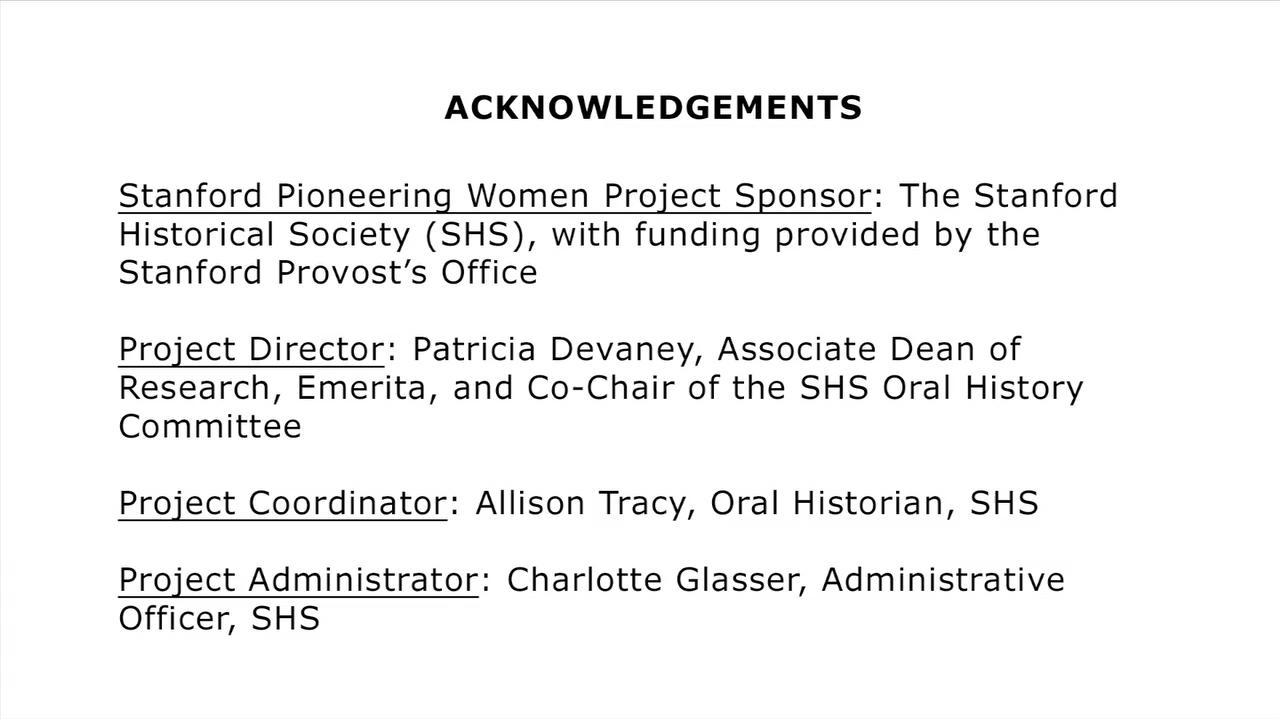 ACKNOWLEDGEMENTS
Stanford Pioneering Women Project Sponsor: The Stanford
Historical Society (SHS), with funding provided by the
Stanford Provost’s Office
Project Director: Patricia Devaney, Associate Dean of
Research, Emerita, and Co-Chair of the SHS Oral History
Committee
Project Coordinator: Allison Tracy, Oral Historian, SHS
Project Administrator: Charlotte Glasser, Administrative
Officer, SHS